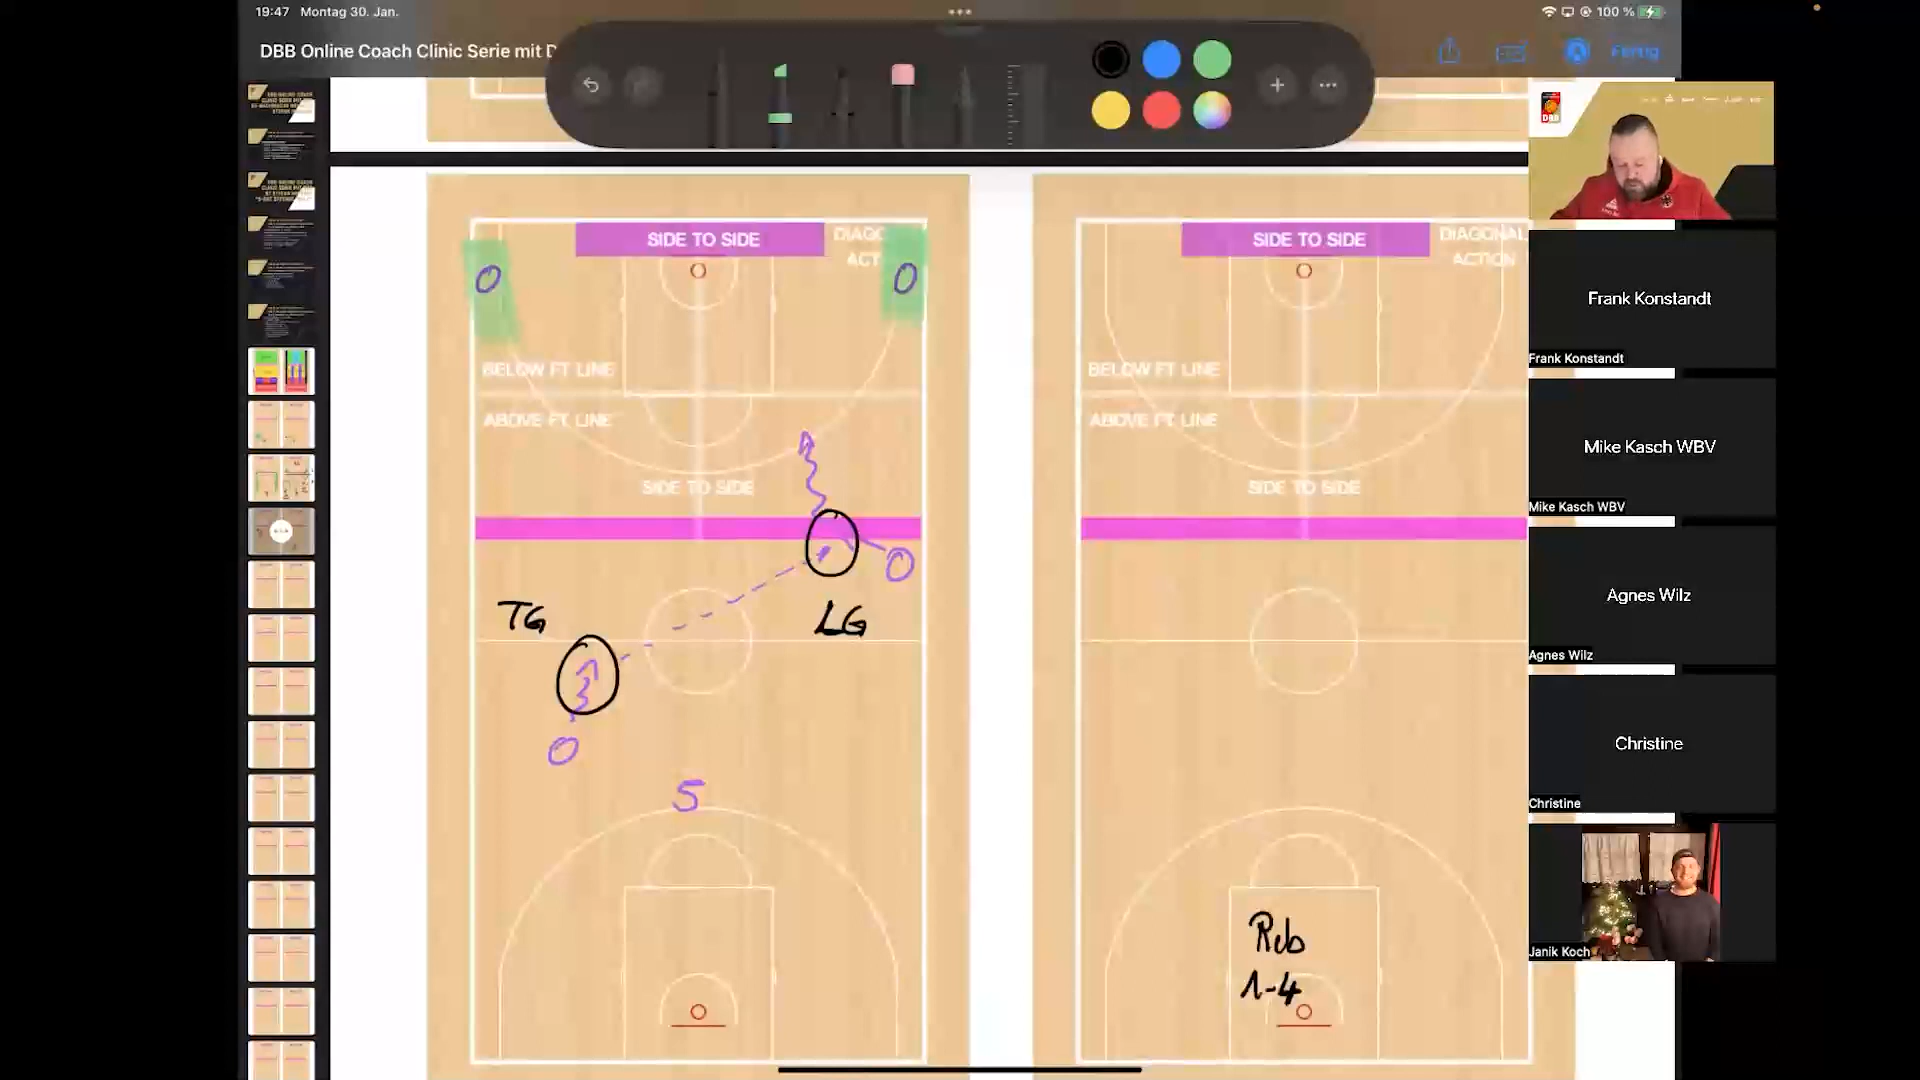 19:47 Montag 30. Jan.
100 %
DBB Online Coach Clinic Serie mit D
Fertig
DBB
SIDE TO SIDE
DIAGO
ACTI
O
O
BELOW FT LINE
ABOVE FT LINE
SIDE TO SIDE
O
TG
LG
O
5
SIDE TO SIDE
DIAGONAL
ACTION
BELOW FT LINE
ABOVE FT LINE
SIDE TO SIDE
Reb
1-4
Frank Konstandt
Frank Konstandt
Mike Kasch WBV
Mike Kasch WBV
Agnes Wilz
Agnes Wilz
Christine
Christine
Janik Koch